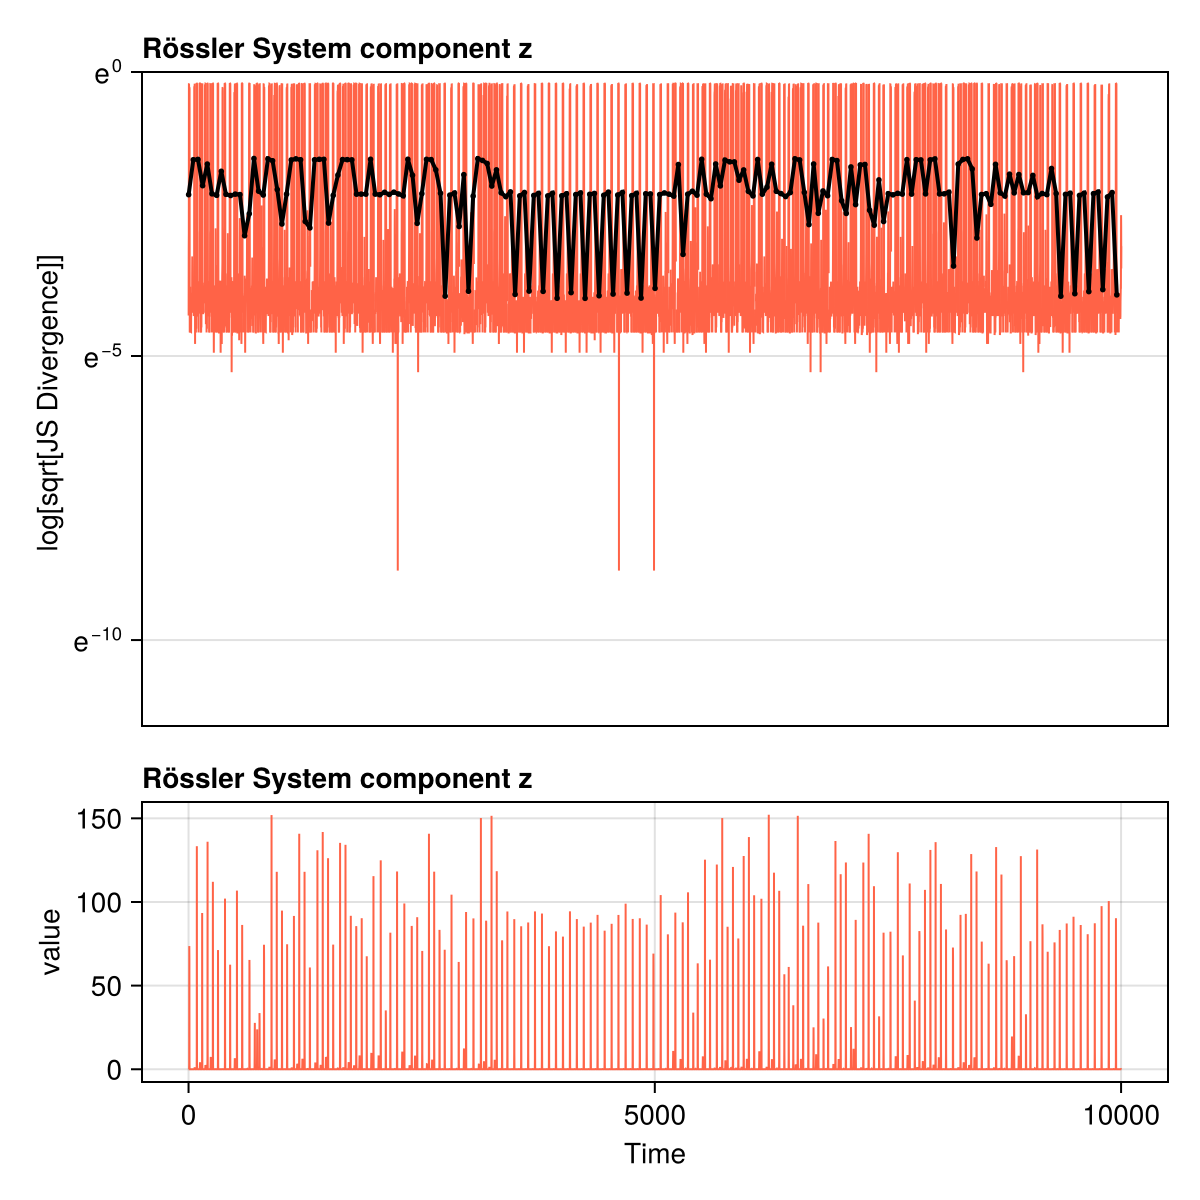 Rössler System component z
e⁰
e⁻⁵
e⁻¹⁰
log[sqrt[JS Divergence]]
Rössler System component z
150
100
50
0
value
0 5000 10000
Time